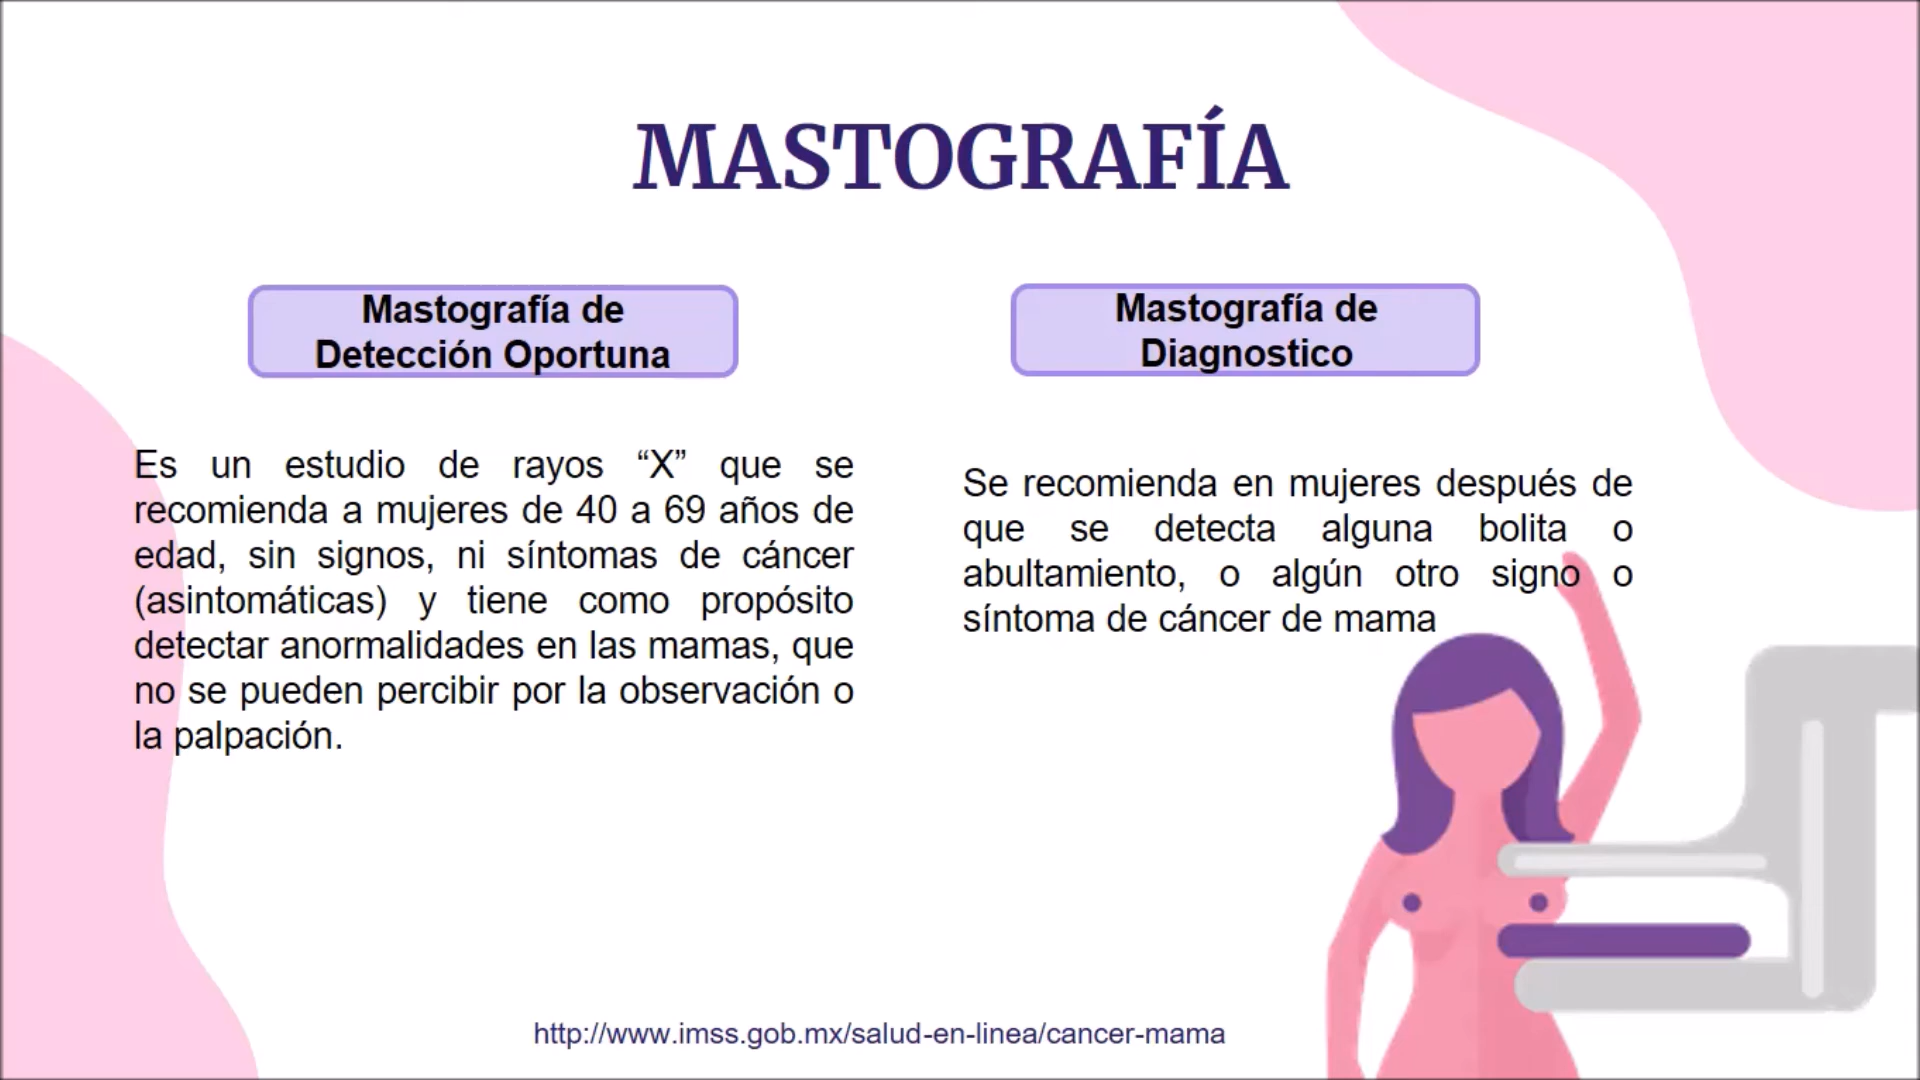 MASTOGRAFÍA
Mastografía de
Detección Oportuna
Es un estudio de rayos “X” que se
recomienda a mujeres de 40 a 69 años de
edad, sin signos, ni síntomas de cáncer
(asintomáticas) y tiene como propósito
detectar anormalidades en las mamas, que
no se pueden percibir por la observación o
la palpación.
Mastografía de
Diagnostico
Se recomienda en mujeres después de
que se detecta alguna bolita o
abultamiento, o algún otro signo o
síntoma de cáncer de mama
http://www.imss.gob.mx/salud-en-linea/cancer-mama